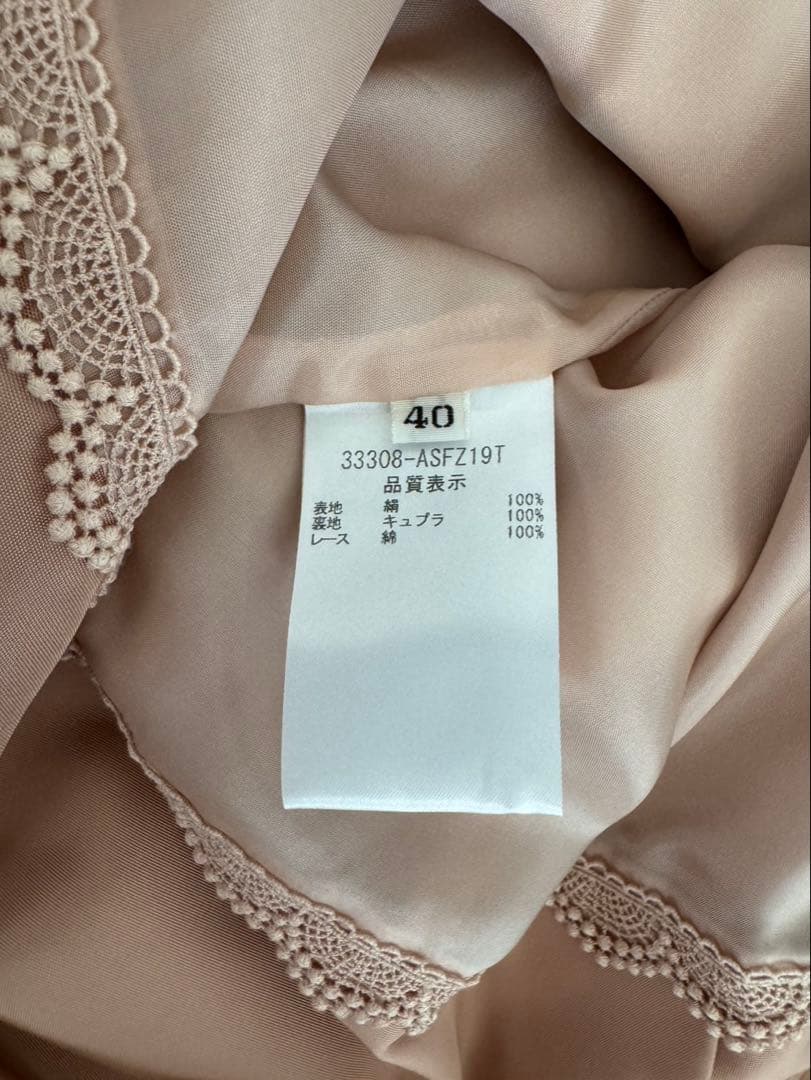 40
33308-ASFZ19T
品質表示
表地 絹 100%
裏地 キュプラ 100%
レース 綿 100%